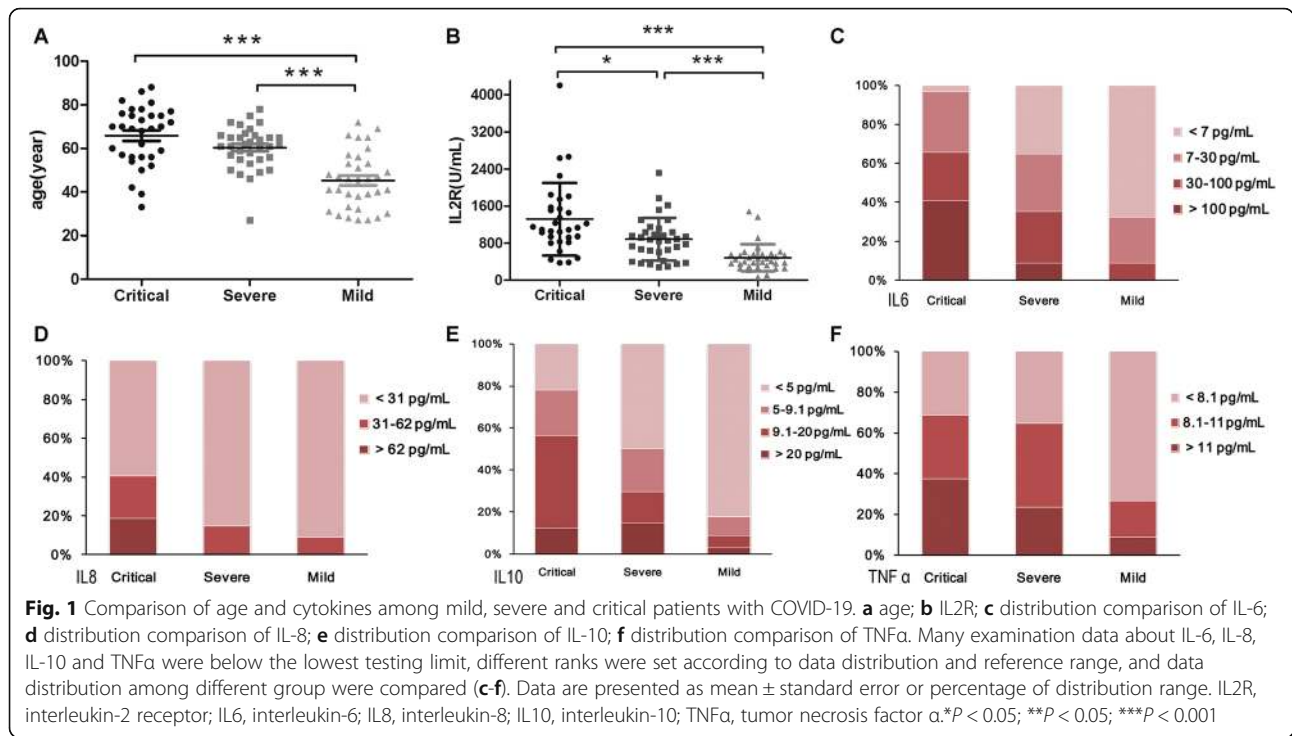 A
***
***
100
80
60
40
20
0
age(year)
Critical Severe Mild
B
***
* ***
4000
3200
2400
1600
800
0
IL2R(U/mL)
Critical Severe Mild
C
100%
80%
60%
40%
20%
0%
< 7 pg/mL
7-30 pg/mL
30-100 pg/mL
> 100 pg/mL
IL6 Critical Severe Mild
D
100%
80%
60%
40%
20%
0%
< 31 pg/mL
31-62 pg/mL
> 62 pg/mL
IL8 Critical Severe Mild
E
100%
80%
60%
40%
20%
0%
< 5 pg/mL
5-9.1 pg/mL
9.1-20 pg/mL
> 20 pg/mL
IL10 Critical Severe Mild
F
100%
80%
60%
40%
20%
0%
< 8.1 pg/mL
8.1-11 pg/mL
> 11 pg/mL
TNF α Critical Severe Mild
Fig. 1 Comparison of age and cytokines among mild, severe and critical patients with COVID-19. a age; b IL2R; c distribution comparison of IL-6;
d distribution comparison of IL-8; e distribution comparison of IL-10; f distribution comparison of TNFα. Many examination data about IL-6, IL-8,
IL-10 and TNFα were below the lowest testing limit, different ranks were set according to data distribution and reference range, and data
distribution among different group were compared (c-f). Data are presented as mean ± standard error or percentage of distribution range. IL2R,
interleukin-2 receptor; IL6, interleukin-6; IL8, interleukin-8; IL10, interleukin-10; TNFα, tumor necrosis factor α.*P < 0.05; **P < 0.05; ***P < 0.001